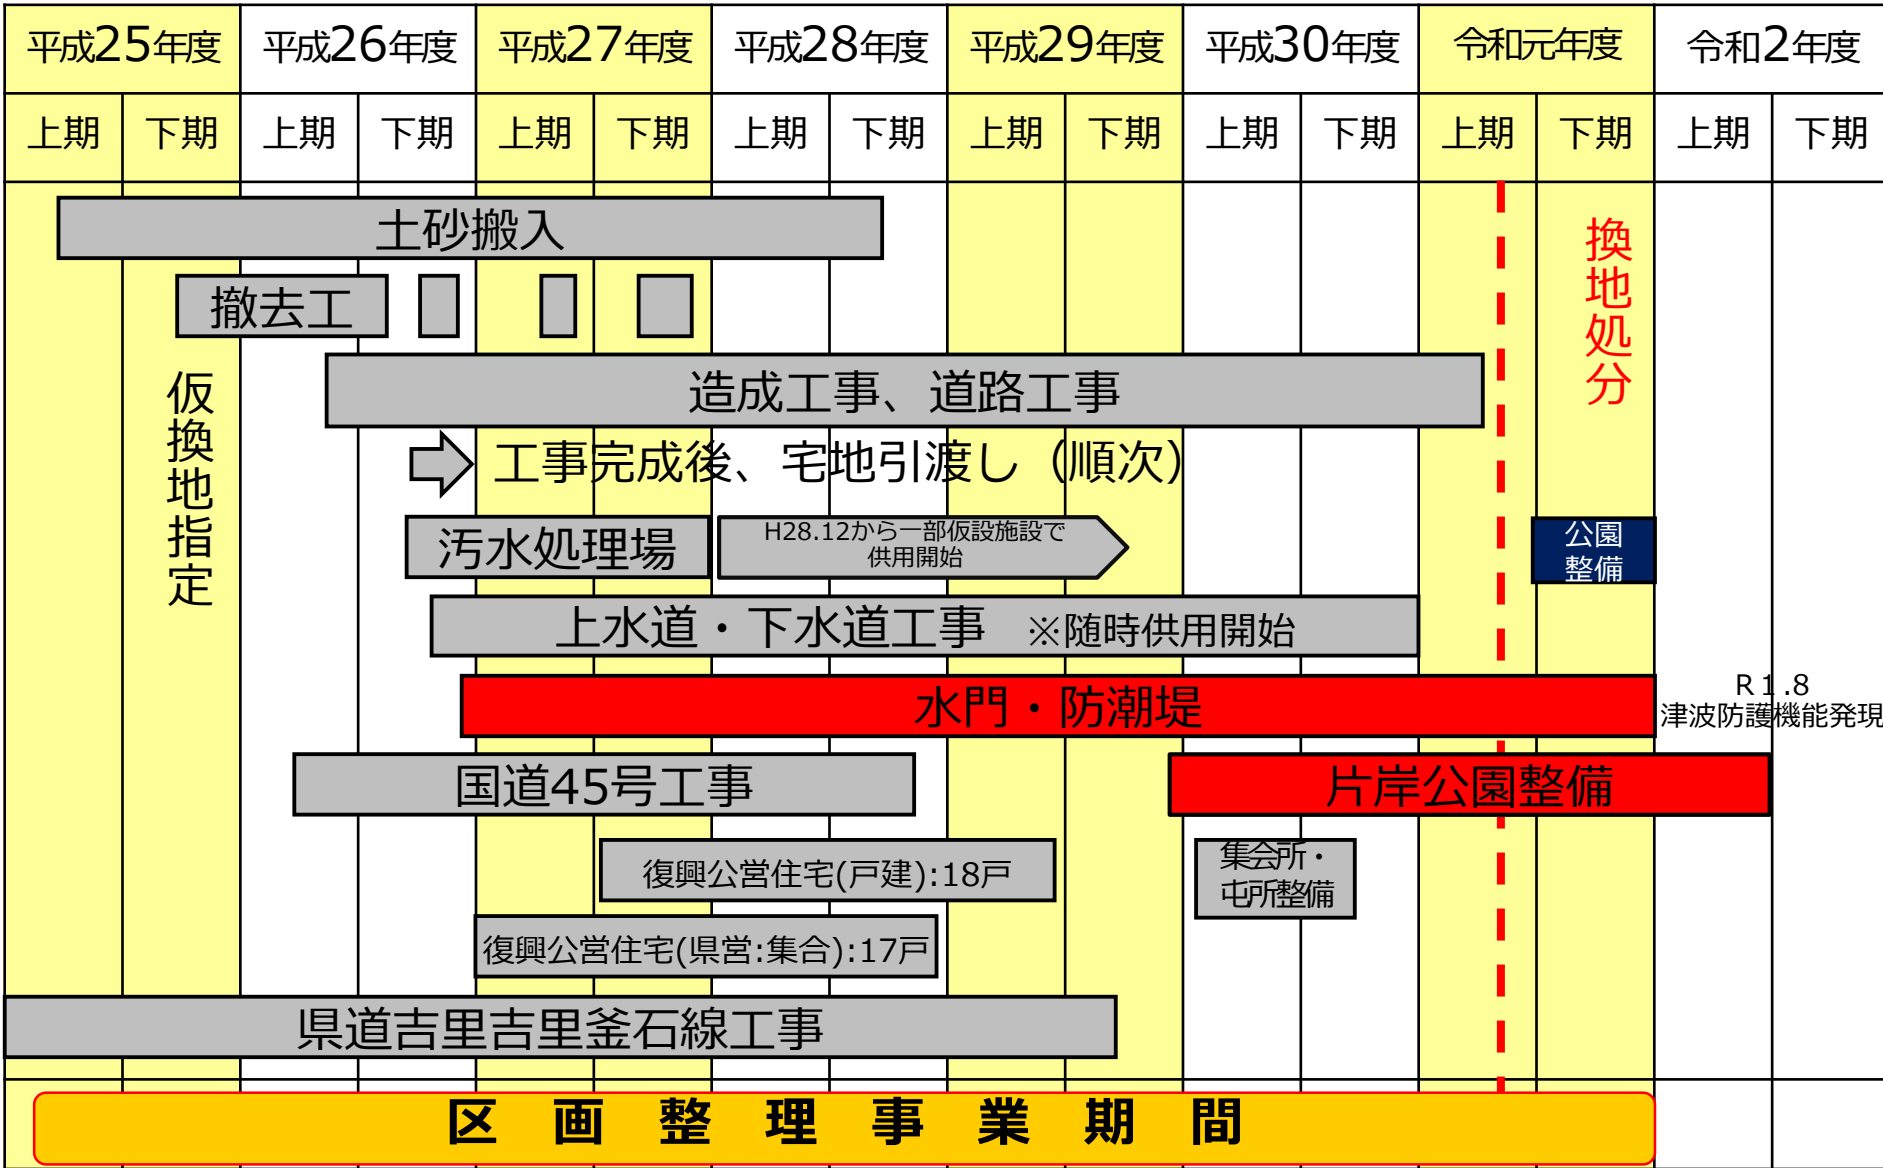 平成25年度 平成26年度 平成27年度 平成28年度 平成29年度 平成30年度 令和元年度 令和2年度
上期 下期 上期 下期 上期 下期 上期 下期 上期 下期 上期 下期 上期 下期 上期 下期
土砂搬入
換地処分
撤去工
仮換地指定
造成工事、道路工事
工事完成後、宅地引渡し（順次）
汚水処理場
H28.12から一部仮設施設で
供用開始
公園
整備
上水道・下水道工事 ※随時供用開始
水門・防潮堤
R１.8
津波防護機能発現
国道45号工事
片岸公園整備
復興公営住宅(戸建):18戸
集会所・
屯所整備
復興公営住宅(県営:集合):17戸
県道吉里吉里釜石線工事
区画整理事業期間